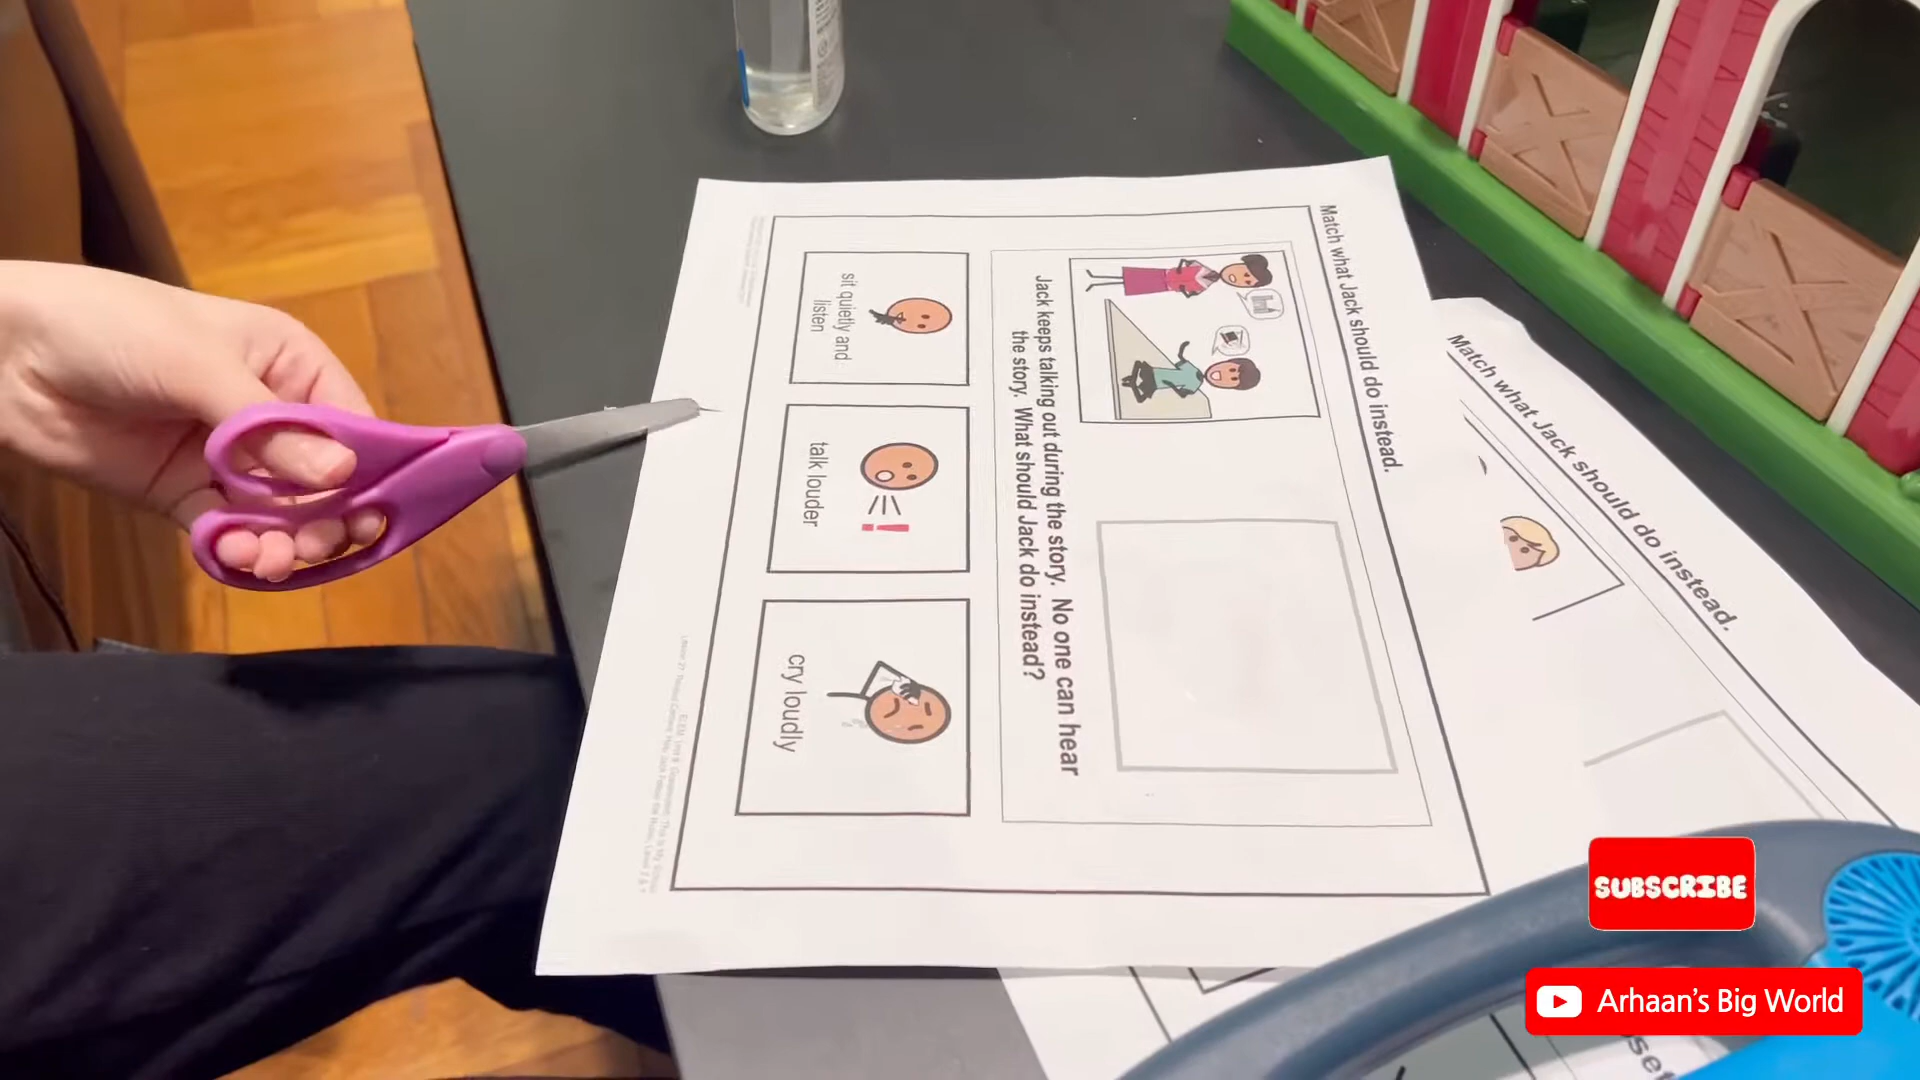 Match what Jack should do instead.
Jack keeps talking out during the story. No one can hear
the story. What should Jack do instead?
sit quietly and
listen
talk louder
cry loudly
Match what Jack should do instead.
SUBSCRIBE
Arhaan's Big World